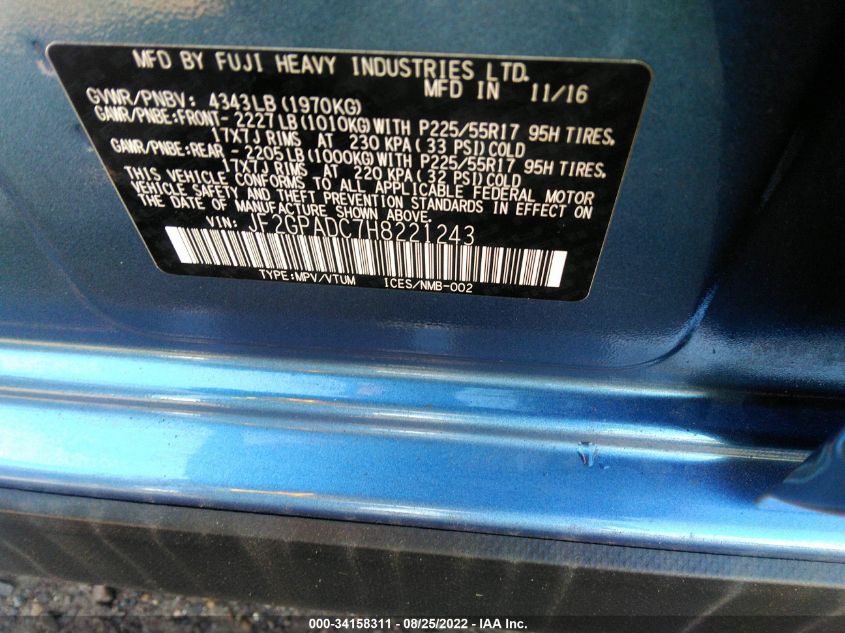 MFD BY FUJI HEAVY INDUSTRIES LTD.
MFD IN 11/16
GVWR/PNBV: 4343LB(1970KG)
GAWR/PNBE:FRONT-2227LB(1010KG)WITH P225/55R17 95H TIRES,
17X7J RIMS AT 230 KPA(33 PSI)COLD
GAWR/PNBE:REAR -2205LB(1000KG)WITH P225/55R17 95H TIRES,
17X7J RIMS AT 220 KPA(32 PSI)COLD
THIS VEHICLE CONFORMS TO ALL APPLICABLE FEDERAL MOTOR
VEHICLE SAFETY AND THEFT PREVENTION STANDARDS IN EFFECT ON
THE DATE OF MANUFACTURE SHOWN ABOVE.
VIN: JF2GPADC7H8221243
TYPE:MPV/VTUM ICES/NMB-002
000-34158311 - 08/25/2022 - IAA Inc.